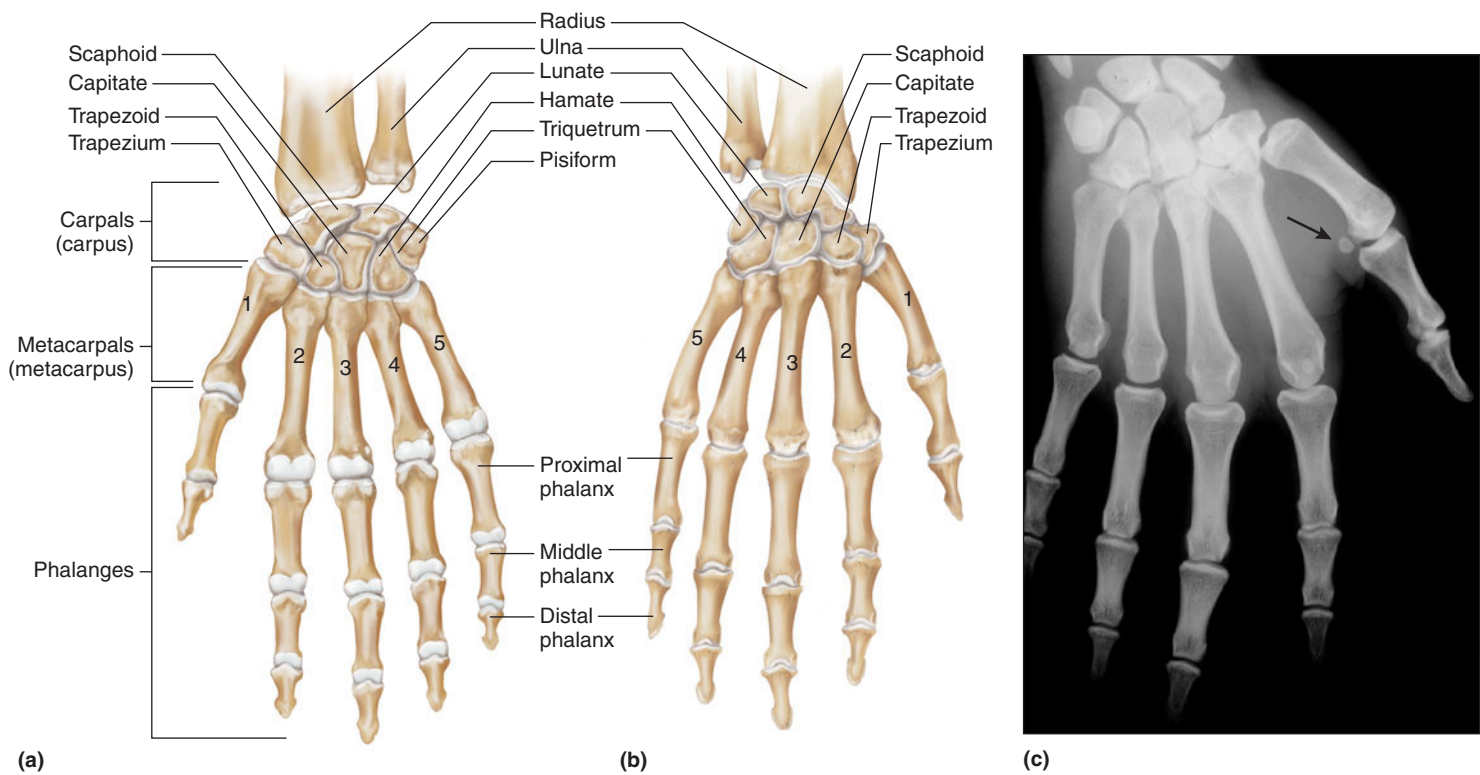 Radius
Ulna
Lunate
Hamate
Triquetrum
Pisiform
Scaphoid
Capitate
Trapezoid
Trapezium
Carpals
(carpus)
Metacarpals
(metacarpus)
Phalanges
1
2
3
4
5
Proximal
phalanx
Middle
phalanx
Distal
phalanx
(a)
Scaphoid
Capitate
Trapezoid
Trapezium
5
4
3
2
1
(b)
(c)